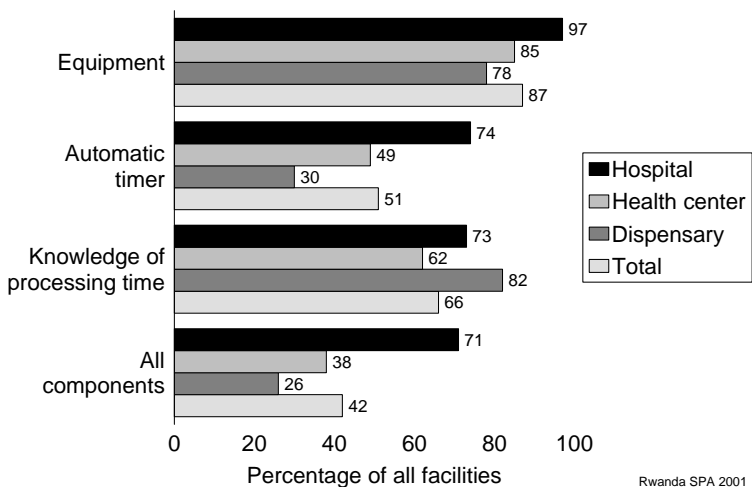 Equipment
97
85
78
87
Automatic
timer
74
49
30
51
Knowledge of
processing time
73
62
82
66
All
components
71
38
26
42
Hospital
Health center
Dispensary
Total
0 20 40 60 80 100
Percentage of all facilities
Rwanda SPA 2001